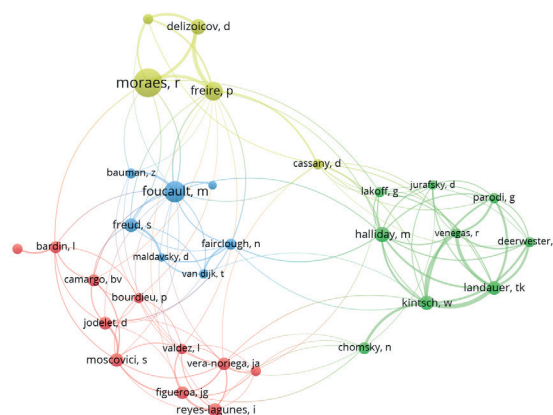 delizoicov, d
moraes, r
freire, p
cassany, d
bauman, z
foucault, m
lakoff, g
jurafsky, d
parodi, g
freud, s
halliday, m
venegas, r
deerwester,
bardin, l
fairclough, n
maldavsky, d
van dijk, t
camargo, bv
bourdieu, p
landauer, tk
kintsch, w
jodelet, d
chomsky, n
moscovici, s
valdez, l
vera-noriega, ja
figueroa, jg
reyes-lagunes, i